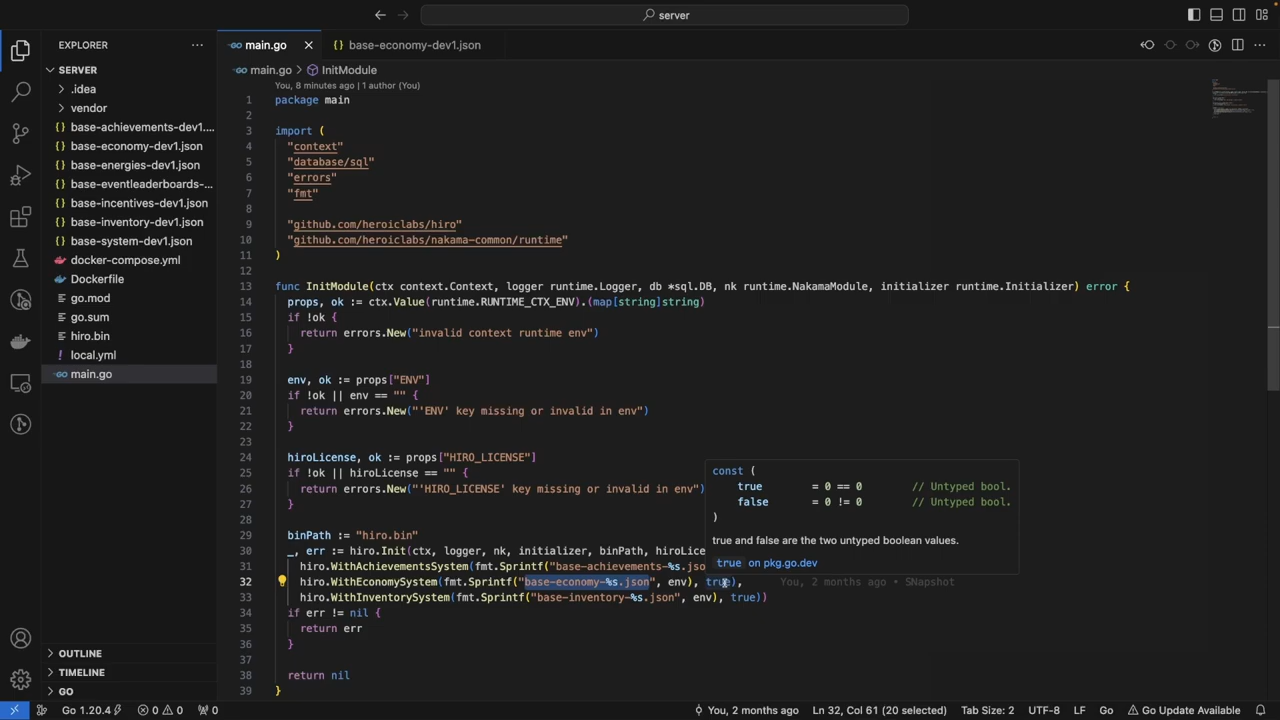 server
EXPLORER
SERVER
.idea
vendor
base-achievements-dev1....
base-economy-dev1.json
base-energies-dev1.json
base-eventleaderboards-...
base-incentives-dev1.json
base-inventory-dev1.json
base-system-dev1.json
docker-compose.yml
Dockerfile
go.mod
go.sum
hiro.bin
local.yml
main.go
OUTLINE
TIMELINE
GO
main.go
base-economy-dev1.json
main.go > InitModule
You, 8 minutes ago | 1 author (You)
1 package main
2
3 import (
4 "context"
5 "database/sql"
6 "errors"
7 "fmt"
8
9 "github.com/heroiclabs/hiro"
10 "github.com/heroiclabs/nakama-common/runtime"
11 )
12
13 func InitModule(ctx context.Context, logger runtime.Logger, db *sql.DB, nk runtime.NakamaModule, initializer runtime.Initializer) error {
14 props, ok := ctx.Value(runtime.RUNTIME_CTX_ENV).(map[string]string)
15 if !ok {
16 return errors.New("invalid context runtime env")
17 }
18
19 env, ok := props["ENV"]
20 if !ok || env == "" {
21 return errors.New("'ENV' key missing or invalid in env")
22 }
23
24 hiroLicense, ok := props["HIRO_LICENSE"]
25 if !ok || hiroLicense == "" {
26 return errors.New("'HIRO_LICENSE' key missing or invalid in env")
27 }
28
29 binPath := "hiro.bin"
30 _, err := hiro.Init(ctx, logger, nk, initializer, binPath, hiroLice
31 hiro.WithAchievementsSystem(fmt.Sprintf("base-achievements-%s.jso
32 hiro.WithEconomySystem(fmt.Sprintf("base-economy-%s.json", env), true), You, 2 months ago • SNapshot
33 hiro.WithInventorySystem(fmt.Sprintf("base-inventory-%s.json", env), true))
34 if err != nil {
35 return err
36 }
37
38 return nil
39 }
const (
true = 0 == 0 // Untyped bool.
false = 0 != 0 // Untyped bool.
)
true and false are the two untyped boolean values.
true on pkg.go.dev
Go 1.20.4
0
0
0
You, 2 months ago
Ln 32, Col 61 (20 selected)
Tab Size: 2
UTF-8
LF
Go
Go Update Available